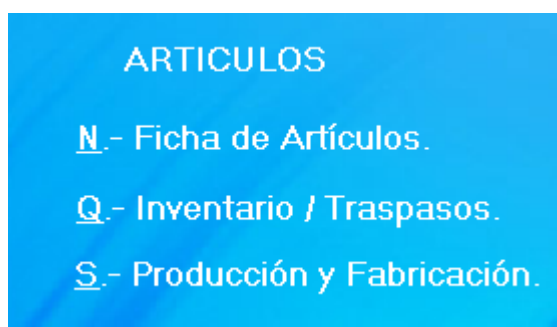 ARTICULOS
N.- Ficha de Artículos.
Q.- Inventario / Traspasos.
S.- Producción y Fabricación.